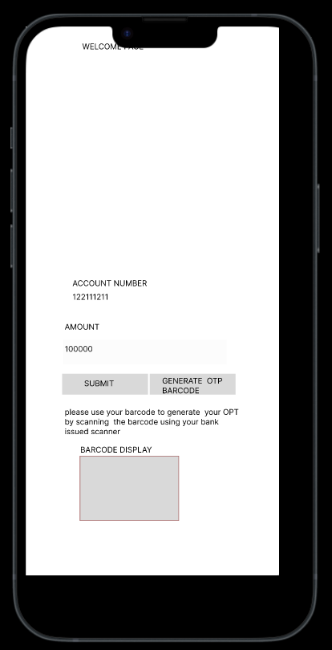 WELCOME PAGE
ACCOUNT NUMBER
122111211
AMOUNT
100000
SUBMIT
GENERATE OTP
BARCODE
please use your barcode to generate your OPT
by scanning the barcode using your bank
issued scanner
BARCODE DISPLAY